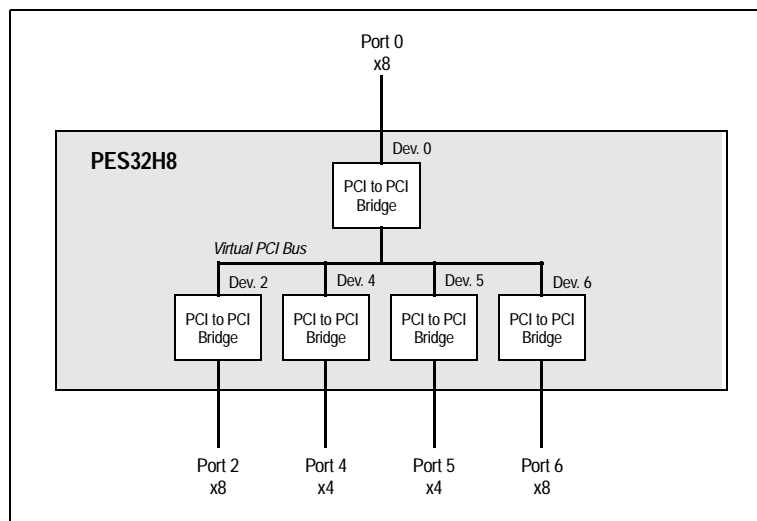 Port 0
x8
PES32H8
Dev. 0
PCI to PCI
Bridge
Virtual PCI Bus
Dev. 2
Dev. 4
Dev. 5
Dev. 6
PCI to PCI
Bridge
PCI to PCI
Bridge
PCI to PCI
Bridge
PCI to PCI
Bridge
Port 2
x8
Port 4
x4
Port 5
x4
Port 6
x8